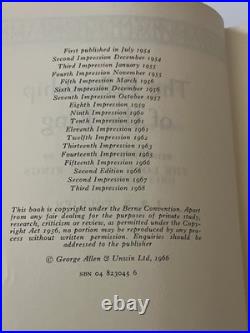 First published in July 1954
Second Impression December 1954
Third Impression January 1955
Fourth Impression November 1955
Fifth Impression March 1956
Sixth Impression December 1956
Seventh Impression October 1957
Eighth Impression 1959
Ninth Impression 1960
Tenth Impression 1961
Eleventh Impression 1961
Twelfth Impression 1962
Thirteenth Impression 1963
Fourteenth Impression 1965
Fifteenth Impression 1966
Second Edition 1966
Second Impression 1967
Third Impression 1968
This book is copyright under the Berne Convention. Apart
from any fair dealing for the purposes of private study,
research, criticism or review, as permitted under the Copy-
right Act 1956, no portion may be reproduced by any pro-
cess without written permission. Enquiries should be
addressed to the publisher
© George Allen & Unwin Ltd, 1966
SBN 04 823045 6